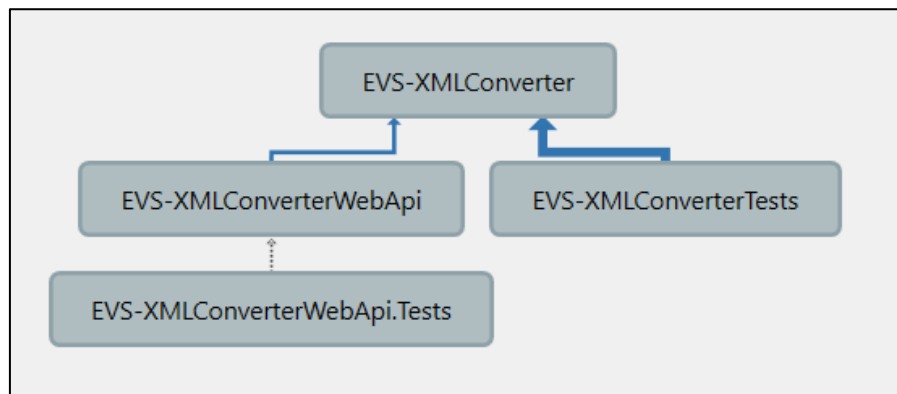 EVS-XMLConverter
EVS-XMLConverterWebApi
EVS-XMLConverterTests
EVS-XMLConverterWebApi.Tests